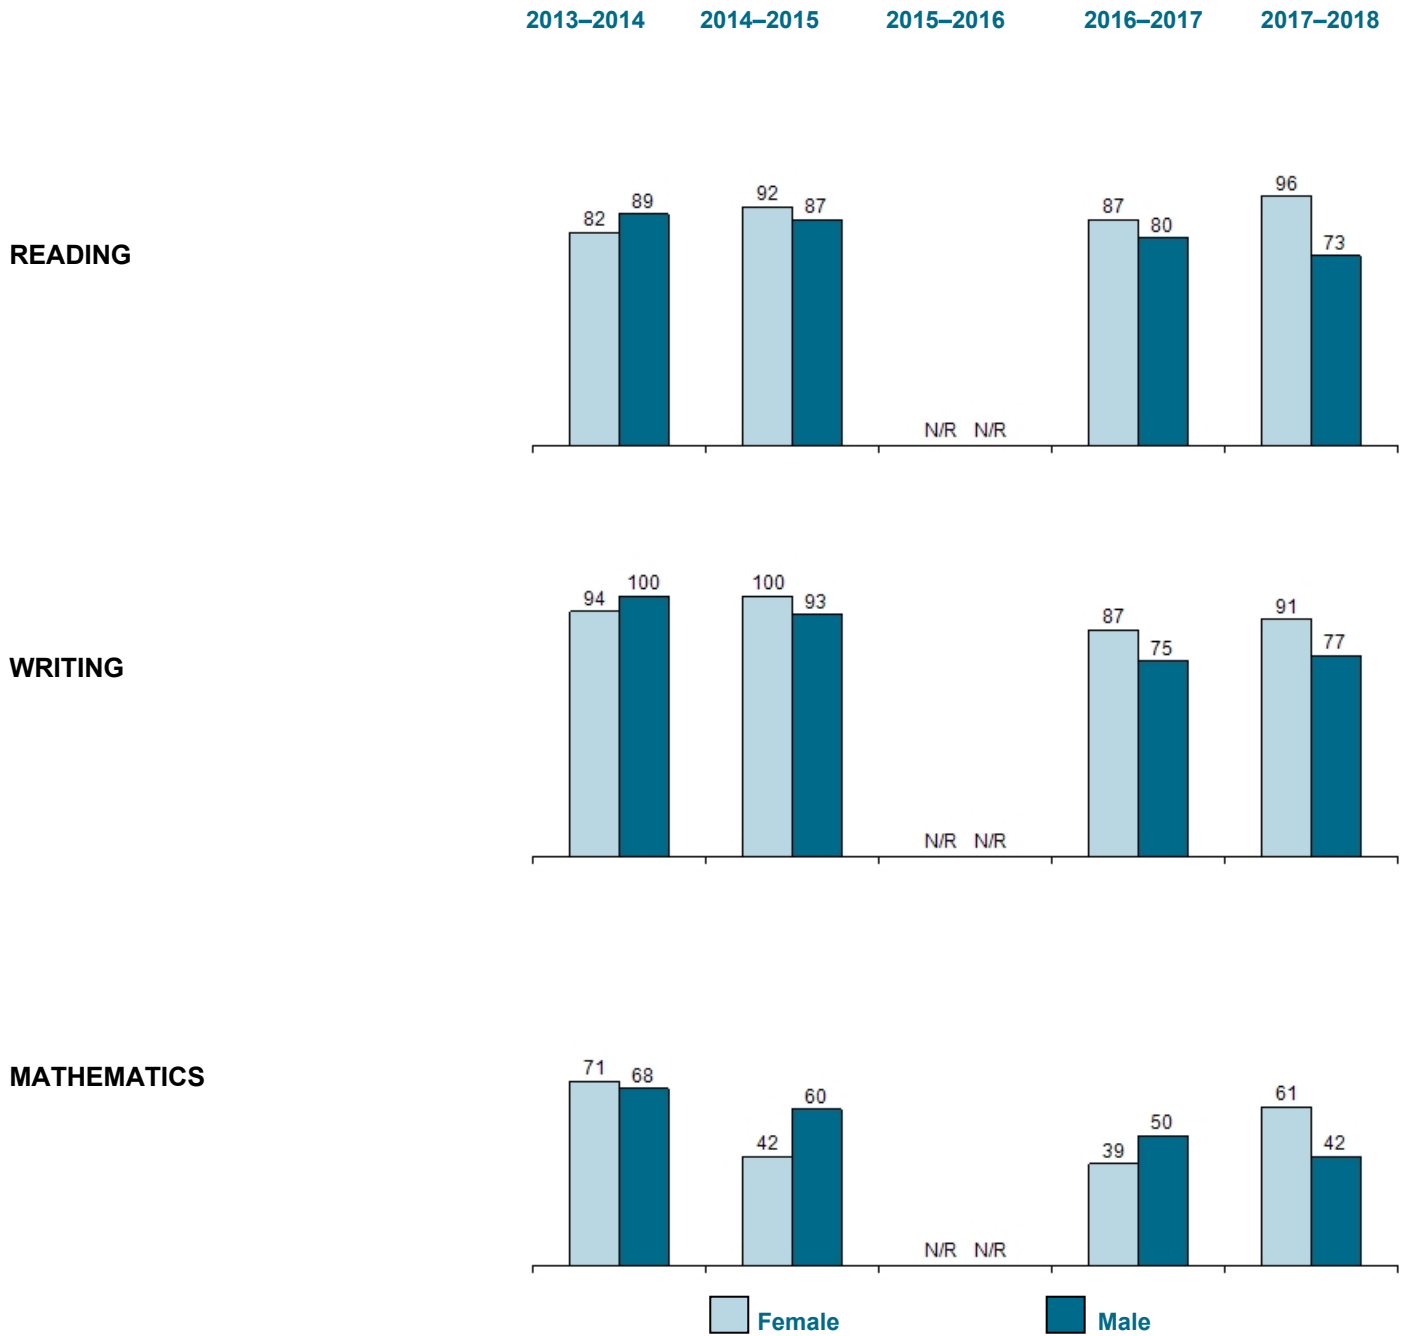 2013–2014 2014–2015 2015–2016 2016–2017 2017–2018
READING
82 89 92 87 N/R N/R 87 80 96 73
WRITING
94 100 100 93 N/R N/R 87 75 91 77
MATHEMATICS
71 68 42 60 N/R N/R 39 50 61 42
Female Male